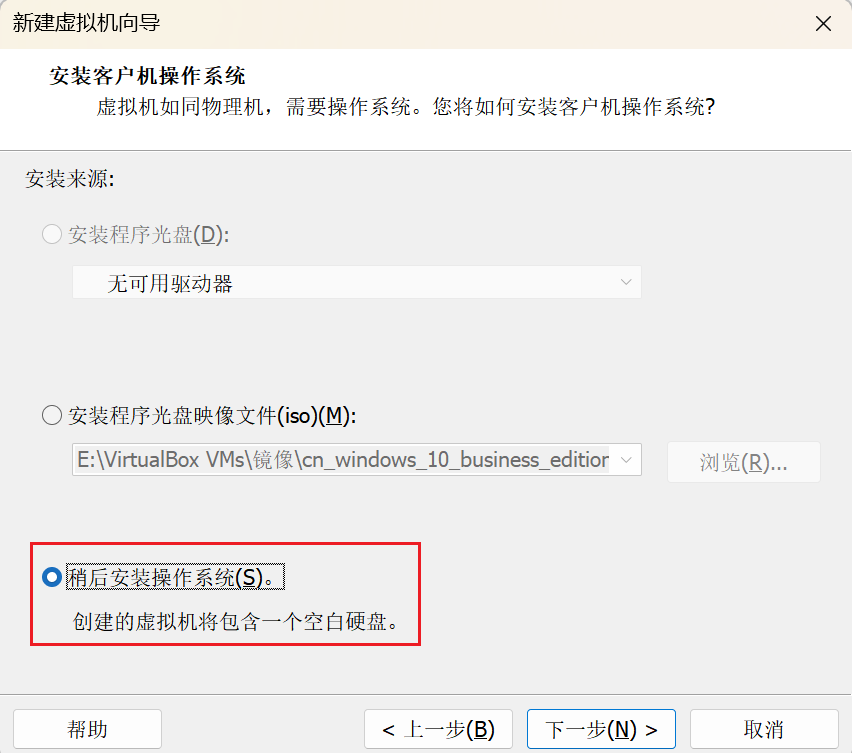 新建虚拟机向导
安装客户机操作系统
虚拟机如同物理机，需要操作系统。您将如何安装客户机操作系统?
安装来源:
安装程序光盘(D):
无可用驱动器
安装程序光盘映像文件(iso)(M):
E:\VirtualBox VMs\镜像\cn_windows_10_business_edition
浏览(R)...
稍后安装操作系统(S)。
创建的虚拟机将包含一个空白硬盘。
帮助
< 上一步(B)
下一步(N) >
取消